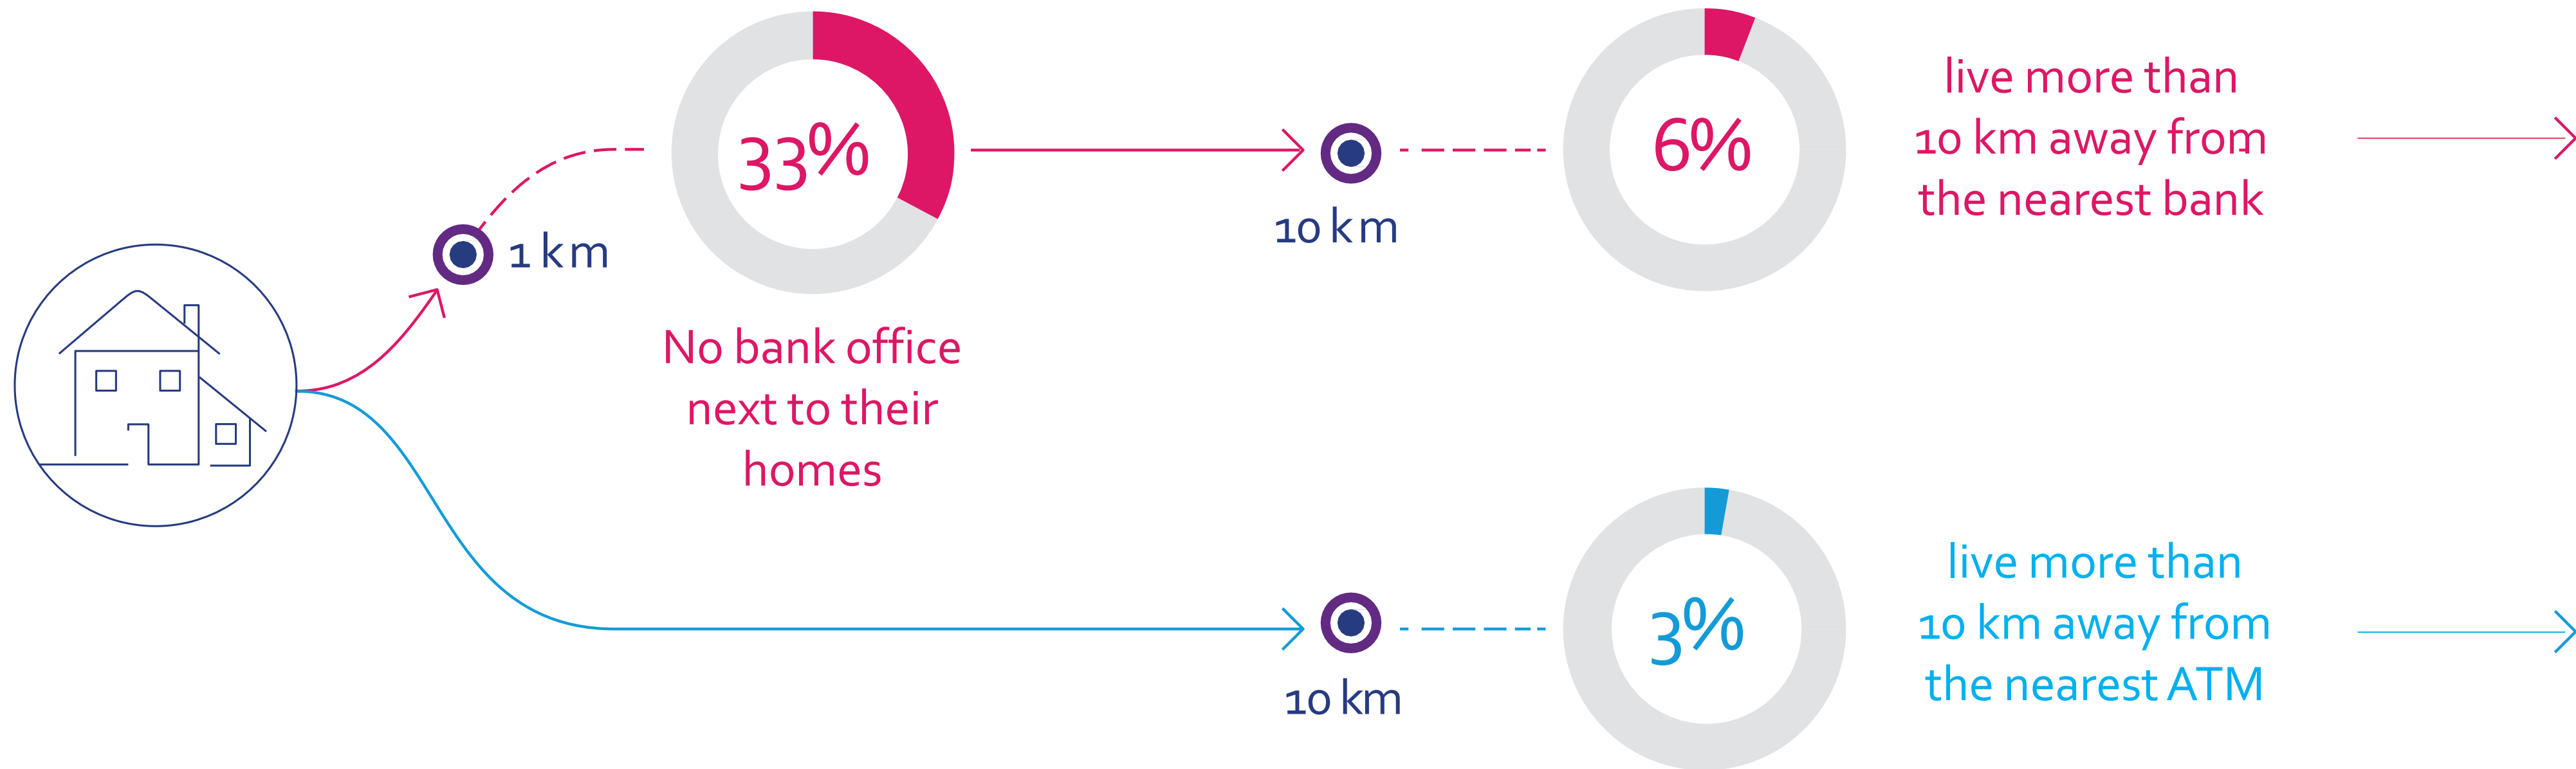 33%
1 km
No bank office
next to their
homes
10 km
6%
live more than
10 km away from
the nearest bank
10 km
3%
live more than
10 km away from
the nearest ATM